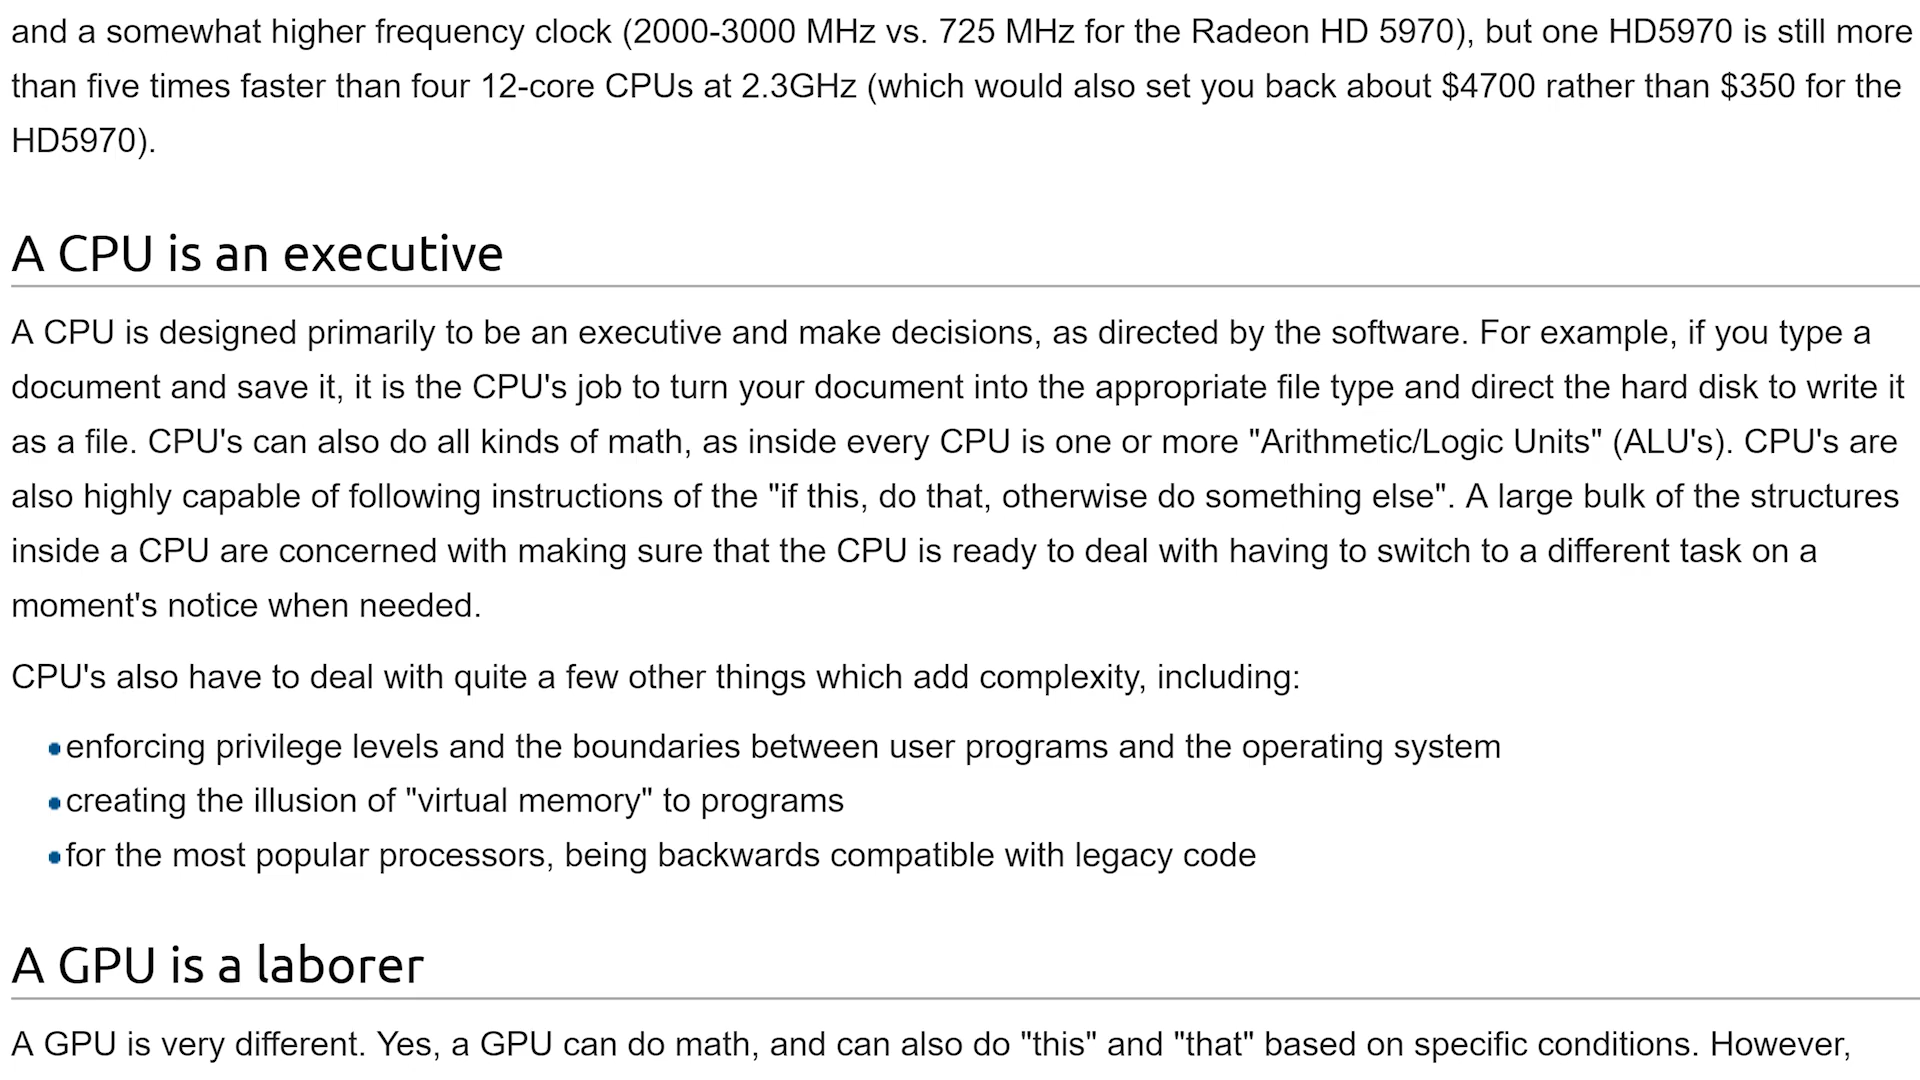 and a somewhat higher frequency clock (2000-3000 MHz vs. 725 MHz for the Radeon HD 5970), but one HD5970 is still more
than five times faster than four 12-core CPUs at 2.3GHz (which would also set you back about $4700 rather than $350 for the
HD5970).
A CPU is an executive
A CPU is designed primarily to be an executive and make decisions, as directed by the software. For example, if you type a
document and save it, it is the CPU's job to turn your document into the appropriate file type and direct the hard disk to write it
as a file. CPU's can also do all kinds of math, as inside every CPU is one or more "Arithmetic/Logic Units" (ALU's). CPU's are
also highly capable of following instructions of the "if this, do that, otherwise do something else". A large bulk of the structures
inside a CPU are concerned with making sure that the CPU is ready to deal with having to switch to a different task on a
moment's notice when needed.
CPU's also have to deal with quite a few other things which add complexity, including:
• enforcing privilege levels and the boundaries between user programs and the operating system
• creating the illusion of "virtual memory" to programs
• for the most popular processors, being backwards compatible with legacy code
A GPU is a laborer
A GPU is very different. Yes, a GPU can do math, and can also do "this" and "that" based on specific conditions. However,